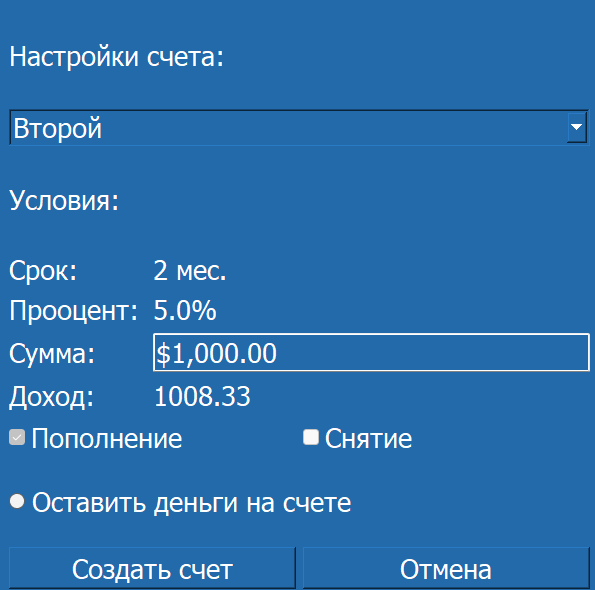 Настройки счета:
Второй
Условия:
Срок: 2 мес.
Прооцент: 5.0%
Сумма: $1,000.00
Доход: 1008.33
Пополнение Снятие
Оставить деньги на счете
Создать счет Отмена